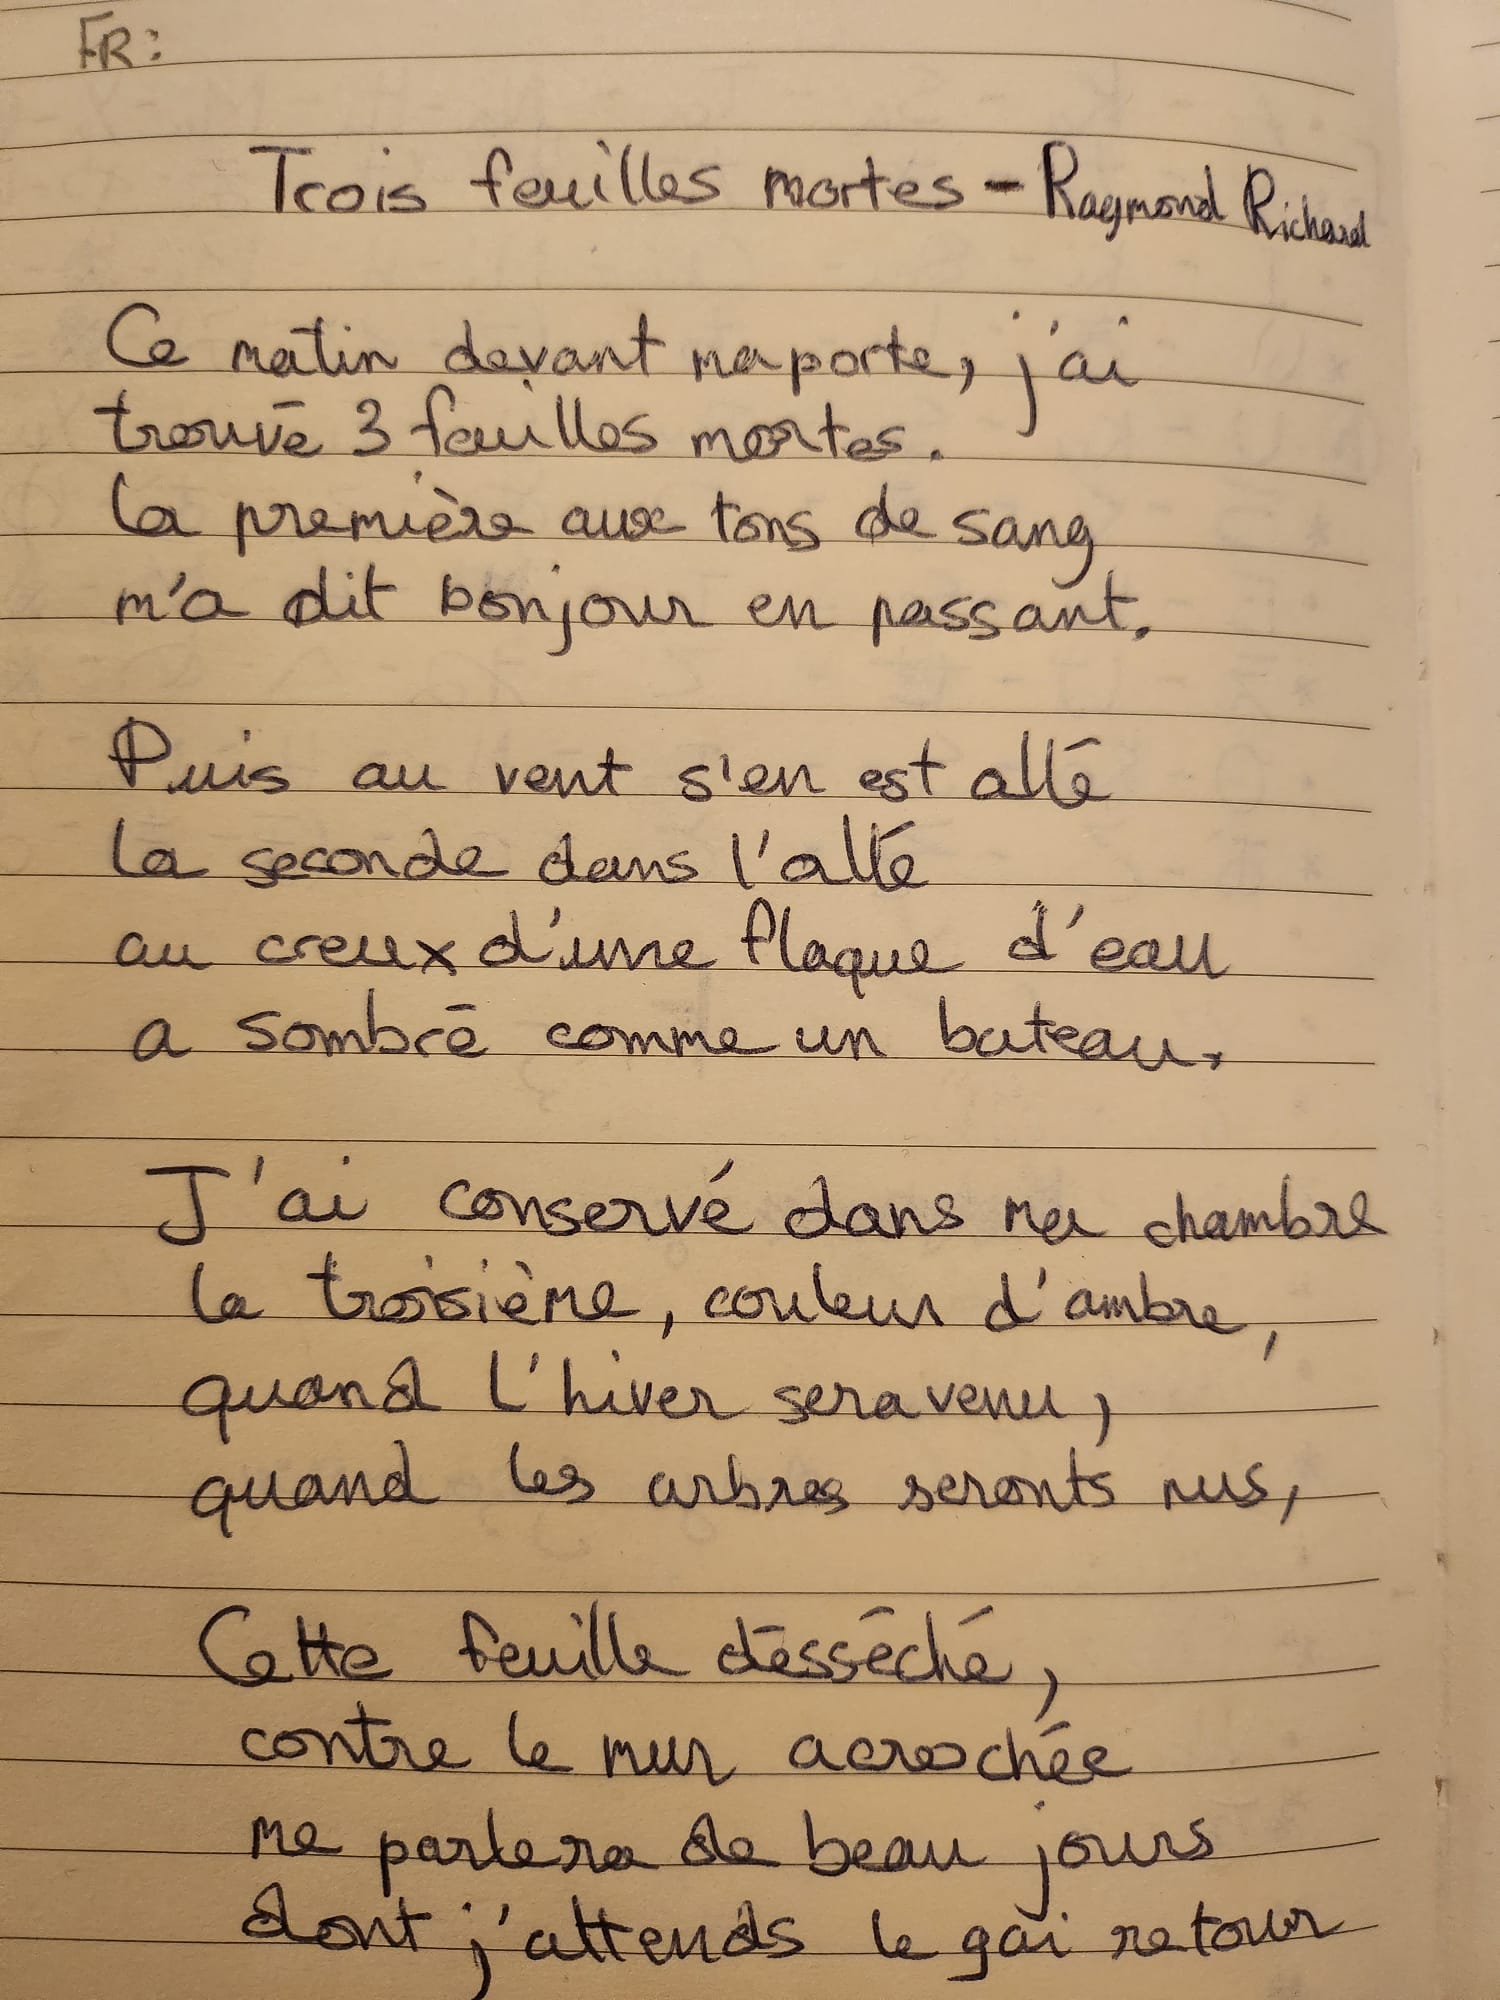 FR:
Trois feuilles mortes - Raymond Richard
Ce matin devant ma porte, j'ai
trouvé 3 feuilles mortes.
la première aux tons de sang
m'a dit bonjour en passant.
Puis au vent s'en est allé
la seconde dans l'allé
au creux d'une flaque d'eau
a sombré comme un bateau.
J'ai conservé dans ma chambre
la troisième, couleur d'ambre,
quand l'hiver sera venu,
quand les arbres seronts nus,
Cette feuille désséché,
contre le mur acrochée
me parlera de beau jours
dont j'attends le gai retour